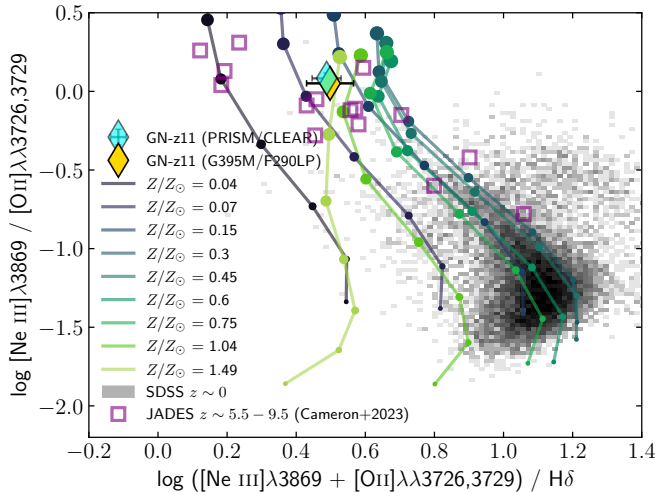 0.5
0.0
−0.5
−1.0
−1.5
−2.0
log [Ne III]λ3869 / [OII]λλ3726,3729
GN-z11 (PRISM/CLEAR)
GN-z11 (G395M/F290LP)
Z/Z⊙ = 0.04
Z/Z⊙ = 0.07
Z/Z⊙ = 0.15
Z/Z⊙ = 0.3
Z/Z⊙ = 0.45
Z/Z⊙ = 0.6
Z/Z⊙ = 0.75
Z/Z⊙ = 1.04
Z/Z⊙ = 1.49
SDSS z ∼ 0
JADES z ∼ 5.5 − 9.5 (Cameron+2023)
−0.2 0.0 0.2 0.4 0.6 0.8 1.0 1.2 1.4
log ([Ne III]λ3869 + [OII]λλ3726,3729) / Hδ